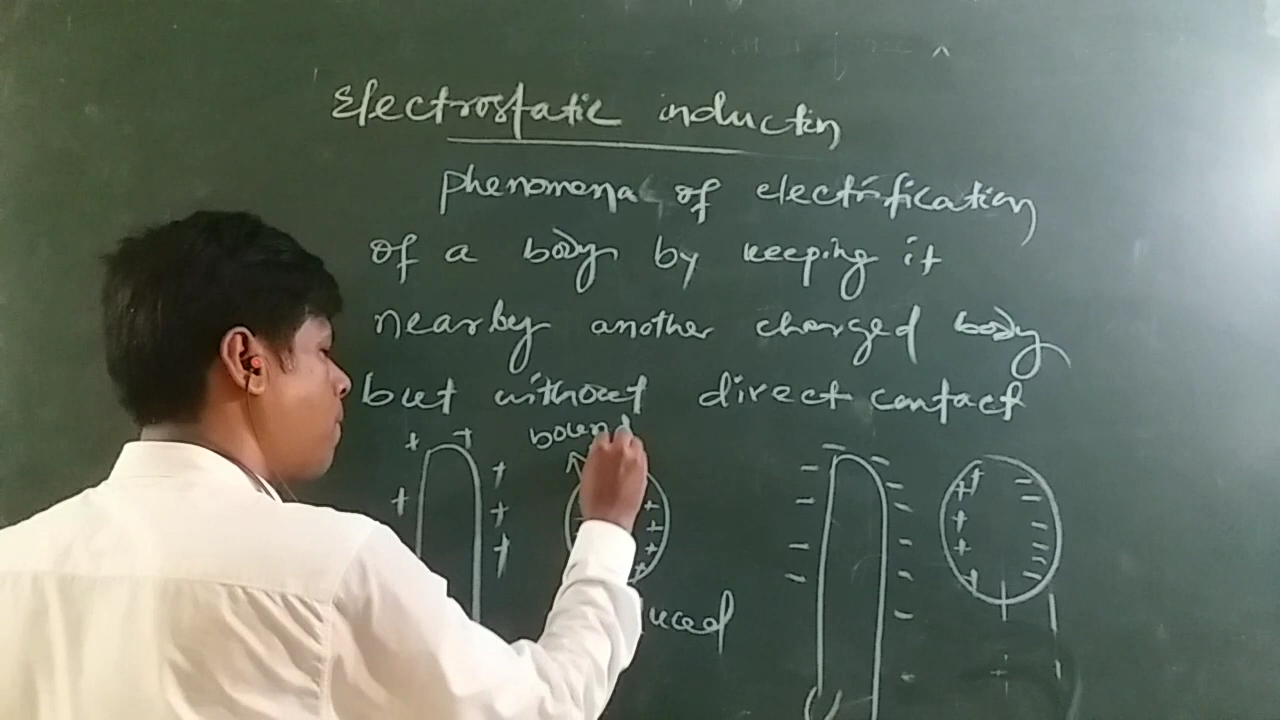 Electrostatic induction
phenomena of electrification
of a body by keeping it
nearby another charged body
but without direct contact
+ + boun
+ + + +
+ + + +
- - - - - - - - - - - -
+ + + + + - - - - - -
uced